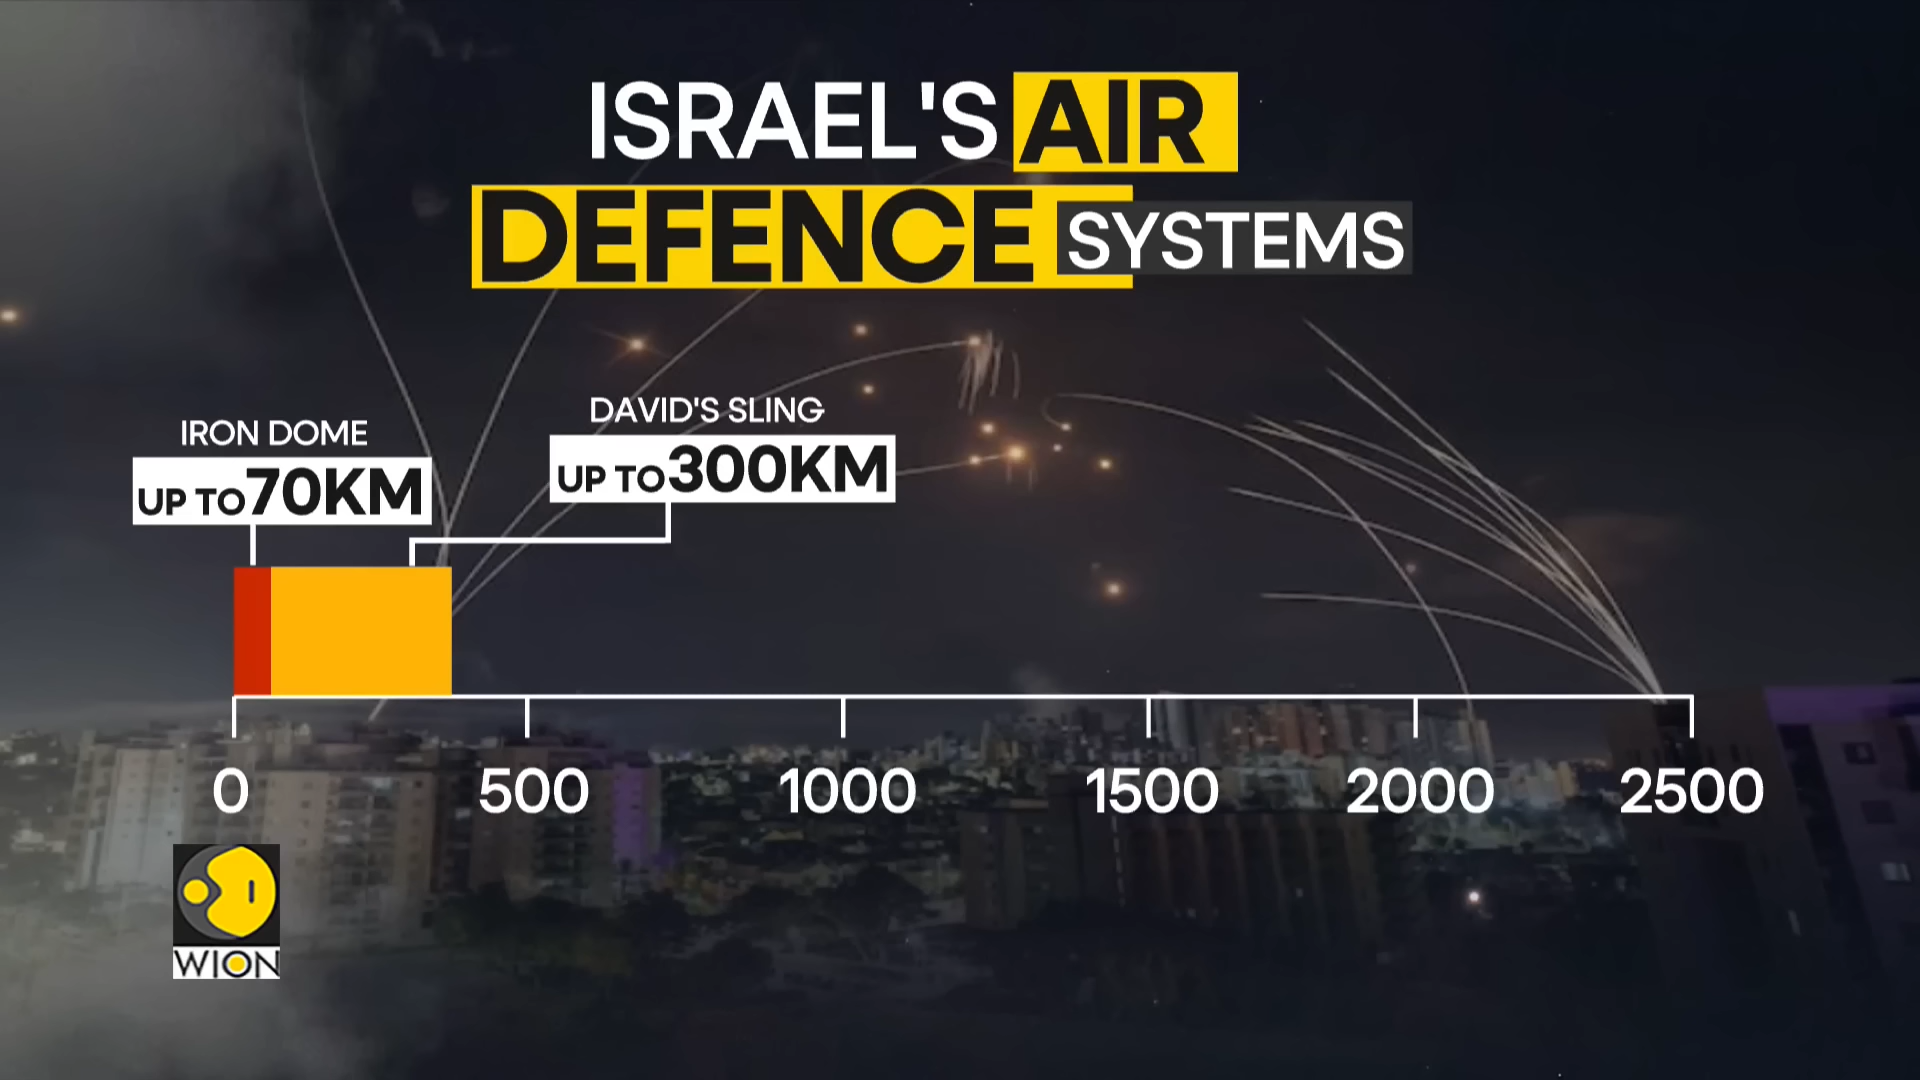 ISRAEL'S AIR
DEFENCE SYSTEMS
IRON DOME
UP TO 70KM
DAVID'S SLING
UP TO 300KM
0 500 1000 1500 2000 2500
WION